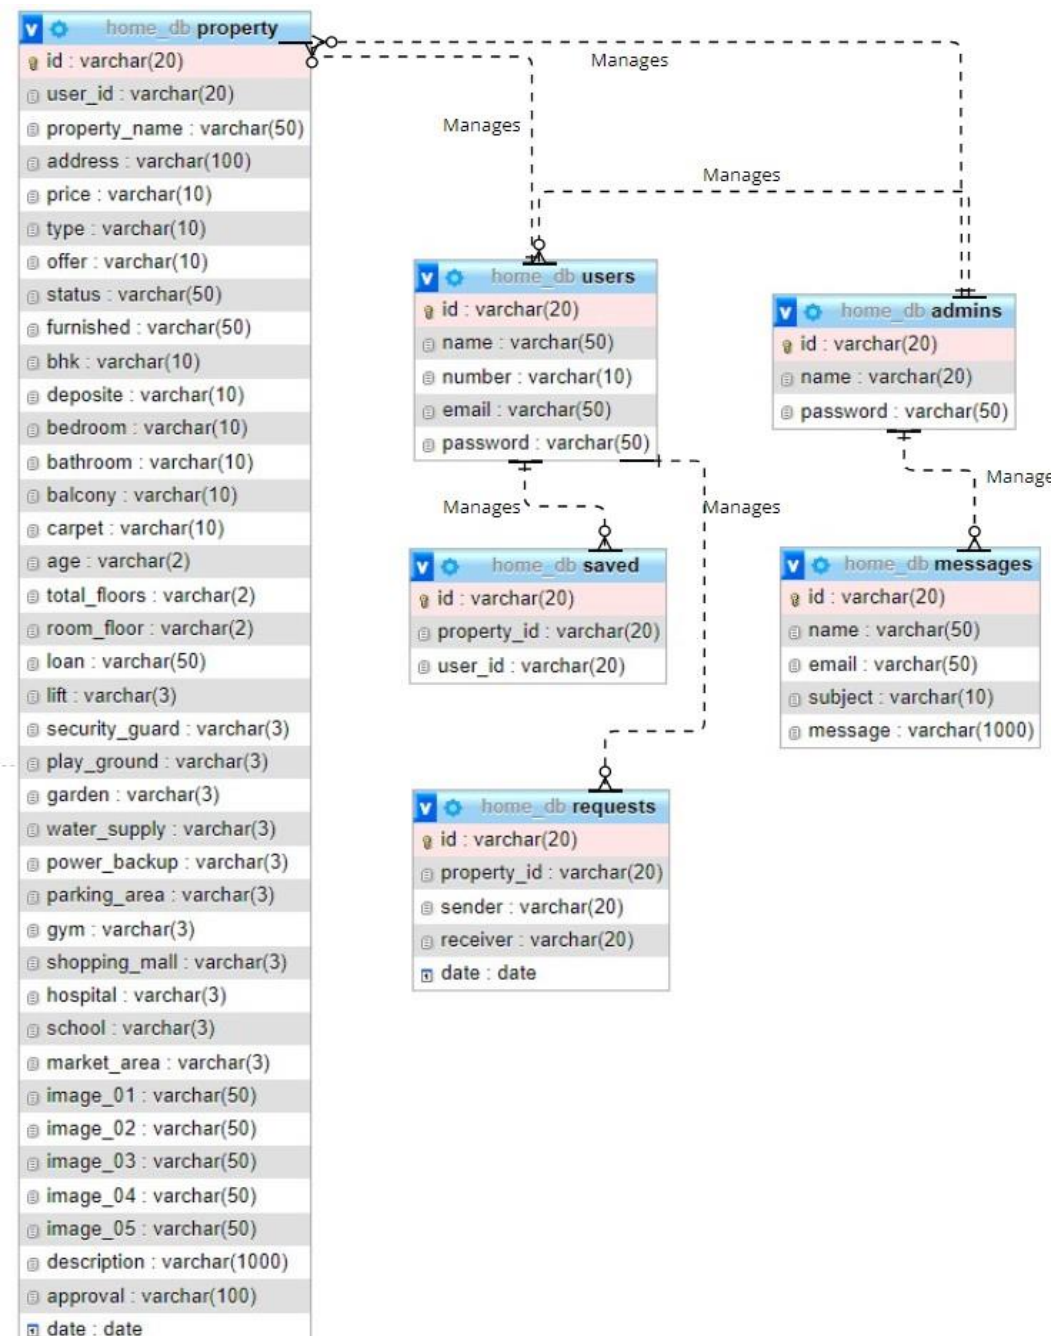 home_db property
id : varchar(20)
user_id : varchar(20)
property_name : varchar(50)
address : varchar(100)
price : varchar(10)
type : varchar(10)
offer : varchar(10)
status : varchar(50)
furnished : varchar(50)
bhk : varchar(10)
deposite : varchar(10)
bedroom : varchar(10)
bathroom : varchar(10)
balcony : varchar(10)
carpet : varchar(10)
age : varchar(2)
total_floors : varchar(2)
room_floor : varchar(2)
loan : varchar(50)
lift : varchar(3)
security_guard : varchar(3)
play_ground : varchar(3)
garden : varchar(3)
water_supply : varchar(3)
power_backup : varchar(3)
parking_area : varchar(3)
gym : varchar(3)
shopping_mall : varchar(3)
hospital : varchar(3)
school : varchar(3)
market_area : varchar(3)
image_01 : varchar(50)
image_02 : varchar(50)
image_03 : varchar(50)
image_04 : varchar(50)
image_05 : varchar(50)
description : varchar(1000)
approval : varchar(100)
date : date
Manages
Manages
Manages
home_db users
id : varchar(20)
name : varchar(50)
number : varchar(10)
email : varchar(50)
password : varchar(50)
home_db admins
id : varchar(20)
name : varchar(20)
password : varchar(50)
Manages
Manages
Manage
home_db saved
id : varchar(20)
property_id : varchar(20)
user_id : varchar(20)
home_db messages
id : varchar(20)
name : varchar(50)
email : varchar(50)
subject : varchar(10)
message : varchar(1000)
home_db requests
id : varchar(20)
property_id : varchar(20)
sender : varchar(20)
receiver : varchar(20)
date : date